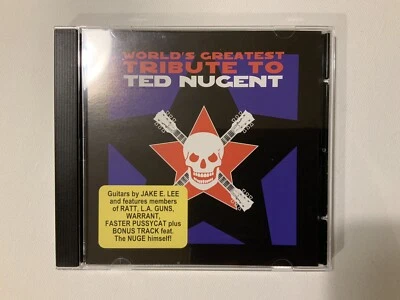 WORLD'S GREATEST
TRIBUTE TO
TED NUGENT
Guitars by JAKE E. LEE
and features members
of RATT, L.A. GUNS,
WARRANT,
FASTER PUSSYCAT plus
BONUS TRACK feat.
The NUGE himself!